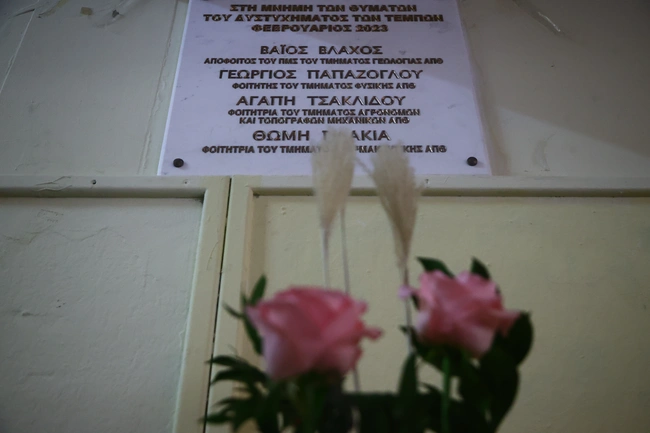 ΣΤΗ ΜΝΗΜΗ ΤΩΝ ΘΥΜΑΤΩΝ
ΤΟΥ ΔΥΣΤΥΧΗΜΑΤΟΣ ΤΩΝ ΤΕΜΠΩΝ
ΦΕΒΡΟΥΑΡΙΟΣ 2023
ΒΑΪΟΣ ΒΛΑΧΟΣ
ΑΠΟΦΟΙΤΟΣ ΤΟΥ ΠΜΣ ΤΟΥ ΤΜΗΜΑΤΟΣ ΓΕΩΛΟΓΙΑΣ ΑΠΘ
ΓΕΩΡΓΙΟΣ ΠΑΠΑΖΟΓΛΟΥ
ΦΟΙΤΗΤΗΣ ΤΟΥ ΤΜΗΜΑΤΟΣ ΦΥΣΙΚΗΣ ΑΠΘ
ΑΓΑΠΗ ΤΣΑΚΛΙΔΟΥ
ΦΟΙΤΗΤΡΙΑ ΤΟΥ ΤΜΗΜΑΤΟΣ ΑΓΡΟΝΟΜΩΝ
ΚΑΙ ΤΟΠΟΓΡΑΦΩΝ ΜΗΧΑΝΙΚΩΝ ΑΠΘ
ΘΩΜΗ
ΦΟΙΤΗΤΡΙΑ ΤΟΥ ΑΠΘ